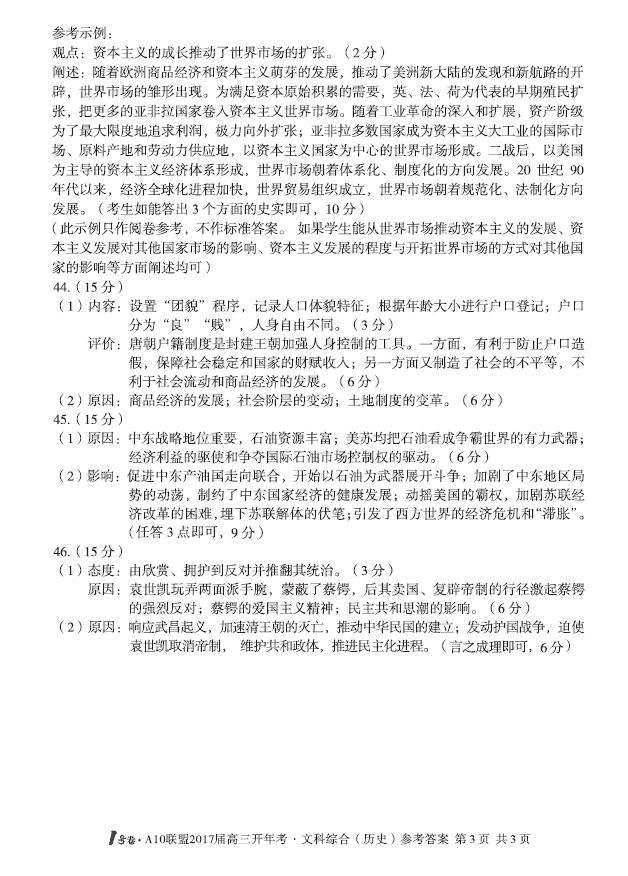 参考示例：
观点：资本主义的成长推动了世界市场的扩张。（2分）
阐述：随着欧洲商品经济和资本主义萌芽的发展，推动了美洲新大陆的发现和新航路的开
辟，世界市场的雏形出现。为满足资本原始积累的需要，英、法、荷为代表的早期殖民扩
张，把更多的亚非拉国家卷入资本主义世界市场。随着工业革命的深入和扩展，资产阶级
为了最大限度地追求利润，极力向外扩张；亚非拉多数国家成为资本主义大工业的国际市
场、原料产地和劳动力供应地，以资本主义国家为中心的世界市场形成。二战后，以美国
为主导的资本主义经济体系形成，世界市场朝着体系化、制度化的方向发展。20 世纪 90
年代以来，经济全球化进程加快，世界贸易组织成立，世界市场朝着规范化、法制化方向
发展。（考生如能答出3个方面的史实即可，10分）
（此示例只作阅卷参考，不作标准答案。 如果学生能从世界市场推动资本主义的发展、资
本主义发展对其他国家市场的影响、资本主义发展的程度与开拓世界市场的方式对其他国
家的影响等方面阐述均可）
44.（15分）
（1）内容：设置“团貌”程序，记录人口体貌特征；根据年龄大小进行户口登记；户口
分为“良”“贱”，人身自由不同。（3分）
评价：唐朝户籍制度是封建王朝加强人身控制的工具。一方面，有利于防止户口造
假，保障社会稳定和国家的财赋收入；另一方面又制造了社会的不平等，不
利于社会流动和商品经济的发展。（6分）
（2）原因：商品经济的发展；社会阶层的变动；土地制度的变革。（6分）
45.（15分）
（1）原因：中东战略地位重要，石油资源丰富；美苏均把石油看成争霸世界的有力武器；
经济利益的驱使和争夺国际石油市场控制权的驱动。（6分）
（2）影响：促进中东产油国走向联合，开始以石油为武器展开斗争；加剧了中东地区局
势的动荡，制约了中东国家经济的健康发展；动摇美国的霸权，加剧苏联经
济改革的困难，埋下苏联解体的伏笔；引发了西方世界的经济危机和“滞胀”。
（任答3点即可，9分）
46.（15分）
（1）态度：由欣赏、拥护到反对并推翻其统治。（3分）
原因：袁世凯玩弄两面派手腕，蒙蔽了蔡锷，后其卖国、复辟帝制的行径激起蔡锷
的强烈反对；蔡锷的爱国主义精神；民主共和思潮的影响。（6分）
（2）原因：响应武昌起义，加速清王朝的灭亡，推动中华民国的建立；发动护国战争，迫使
袁世凯取消帝制， 维护共和政体，推进民主化进程。（言之成理即可，6分）
1号卷·A10联盟2017届高三开年考·文科综合（历史）参考答案 第3页 共3页